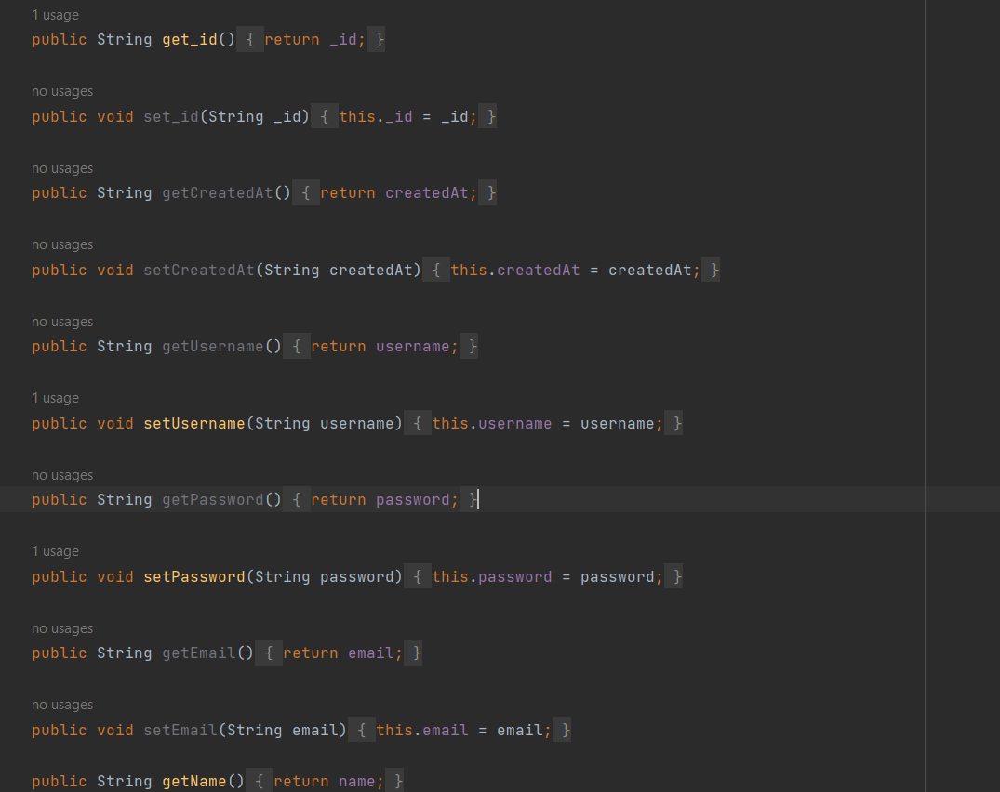 1 usage
public String get_id() { return _id; }
no usages
public void set_id(String _id) { this._id = _id; }
no usages
public String getCreatedAt() { return createdAt; }
no usages
public void setCreatedAt(String createdAt) { this.createdAt = createdAt; }
no usages
public String getUsername() { return username; }
1 usage
public void setUsername(String username) { this.username = username; }
no usages
public String getPassword() { return password; }
1 usage
public void setPassword(String password) { this.password = password; }
no usages
public String getEmail() { return email; }
no usages
public void setEmail(String email) { this.email = email; }
public String getName() { return name; }